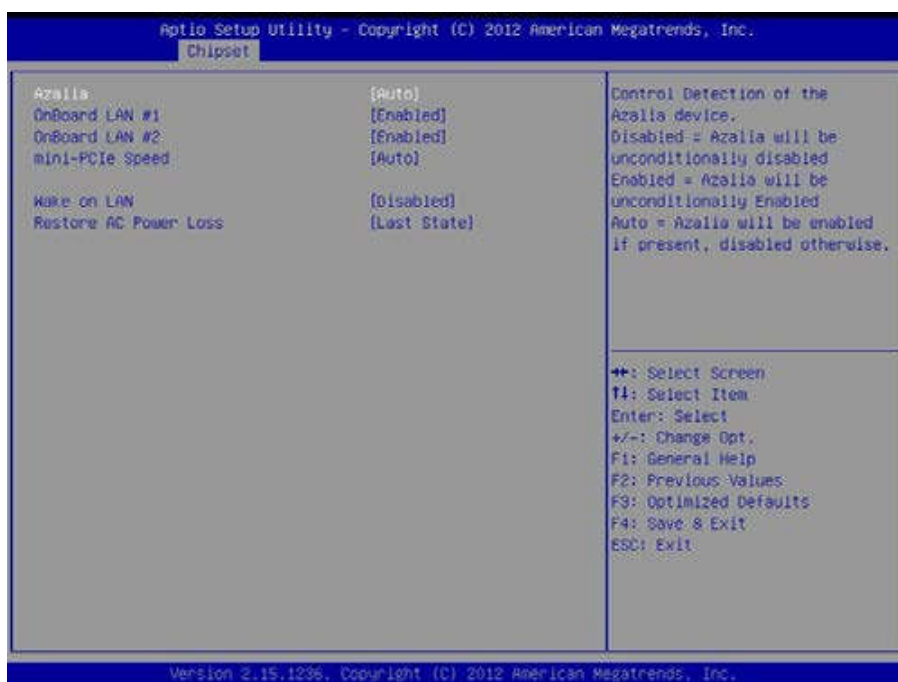 Aptio Setup Utility - Copyright (C) 2012 American Megatrends, Inc.
Chipset
Azalia [Auto]
OnBoard LAN #1 [Enabled]
OnBoard LAN #2 [Enabled]
mini-PCIe Speed [Auto]
Wake on LAN [Disabled]
Restore AC Power Loss [Last State]
Control Detection of the
Azalia device.
Disabled = Azalia will be
unconditionally disabled
Enabled = Azalia will be
unconditionally Enabled
Auto = Azalia will be enabled
if present, disabled otherwise.
→←: Select Screen
↑↓: Select Item
Enter: Select
+/-: Change Opt.
F1: General Help
F2: Previous Values
F3: Optimized Defaults
F4: Save & Exit
ESC: Exit
Version 2.15.1236. Copyright (C) 2012 American Megatrends, Inc.